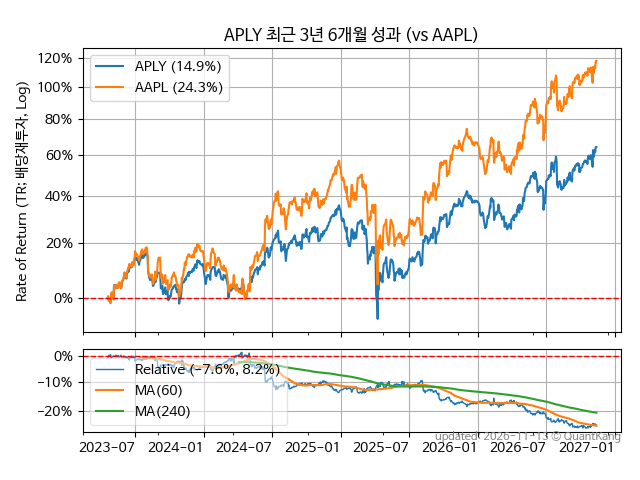 APLY 최근 3년 6개월 성과 (vs AAPL)
Rate of Return (TR: 배당재투자, Log)
120%
100%
80%
60%
40%
20%
0%
APLY (14.9%)
AAPL (24.3%)
0%
−10%
−20%
Relative (−7.6%, 8.2%)
MA(60)
MA(240)
updated: 2026-11-13 © QuantKang
2023-07 2024-01 2024-07 2025-01 2025-07 2026-01 2026-07 2027-01